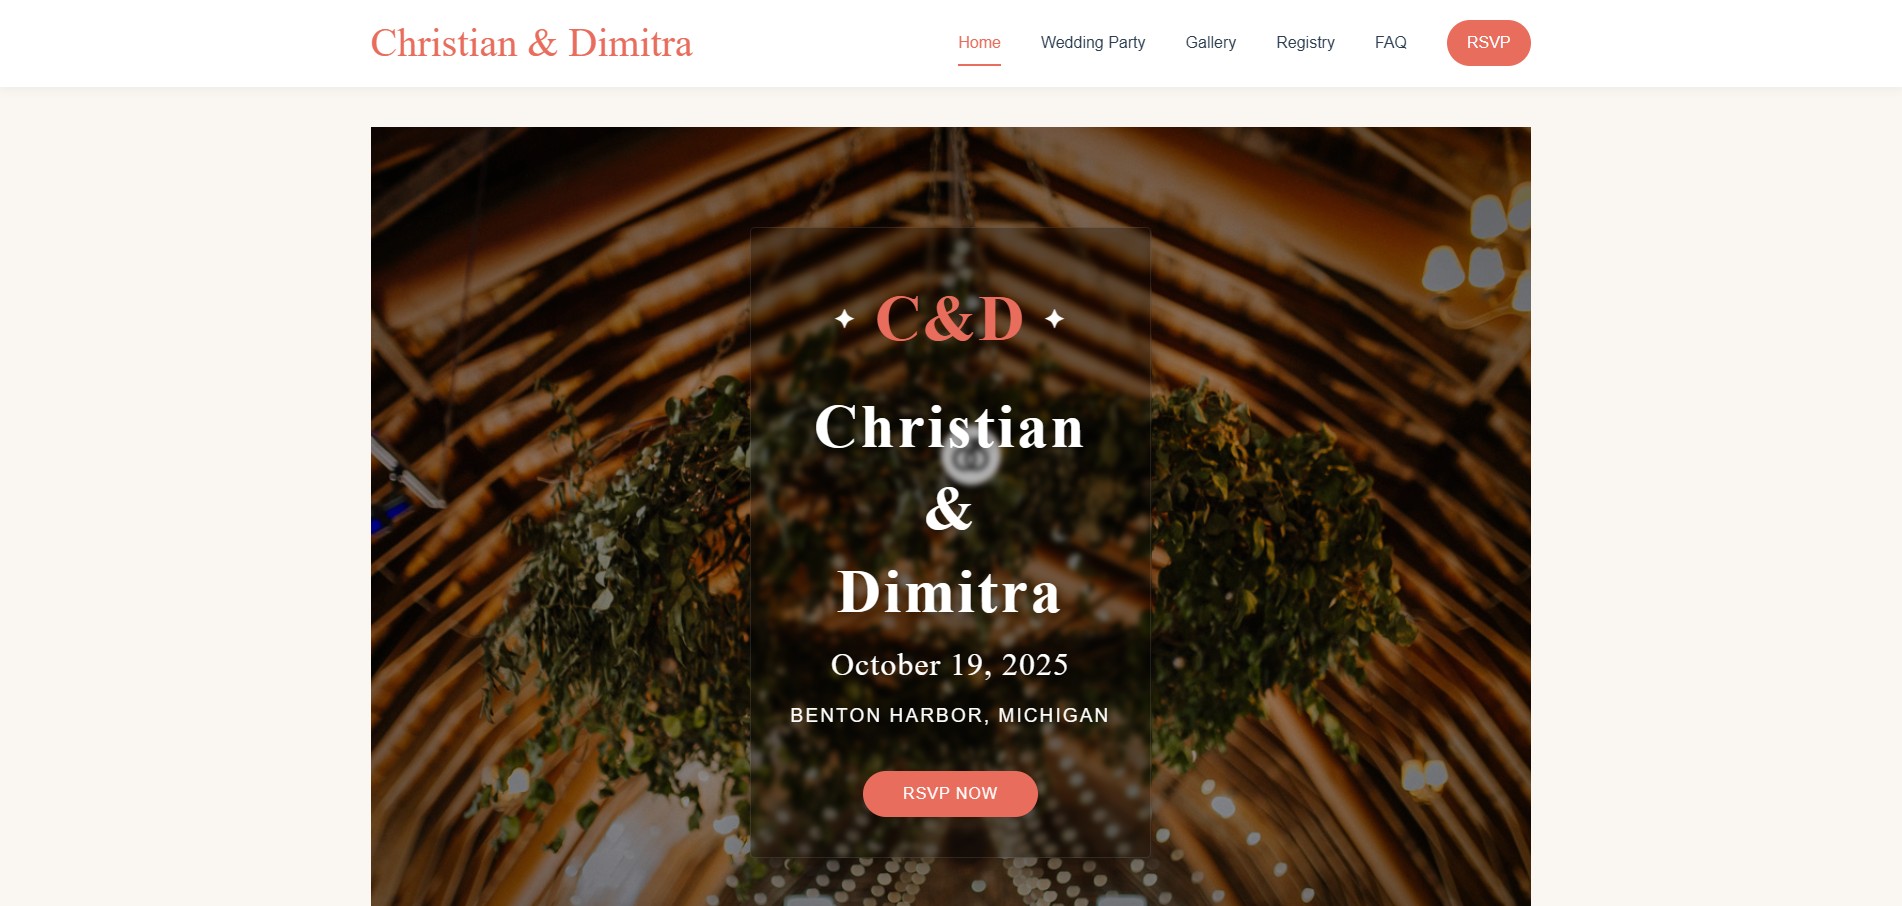 Christian & Dimitra
Home
Wedding Party
Gallery
Registry
FAQ
RSVP
C&D
Christian
&
Dimitra
October 19, 2025
BENTON HARBOR, MICHIGAN
RSVP NOW